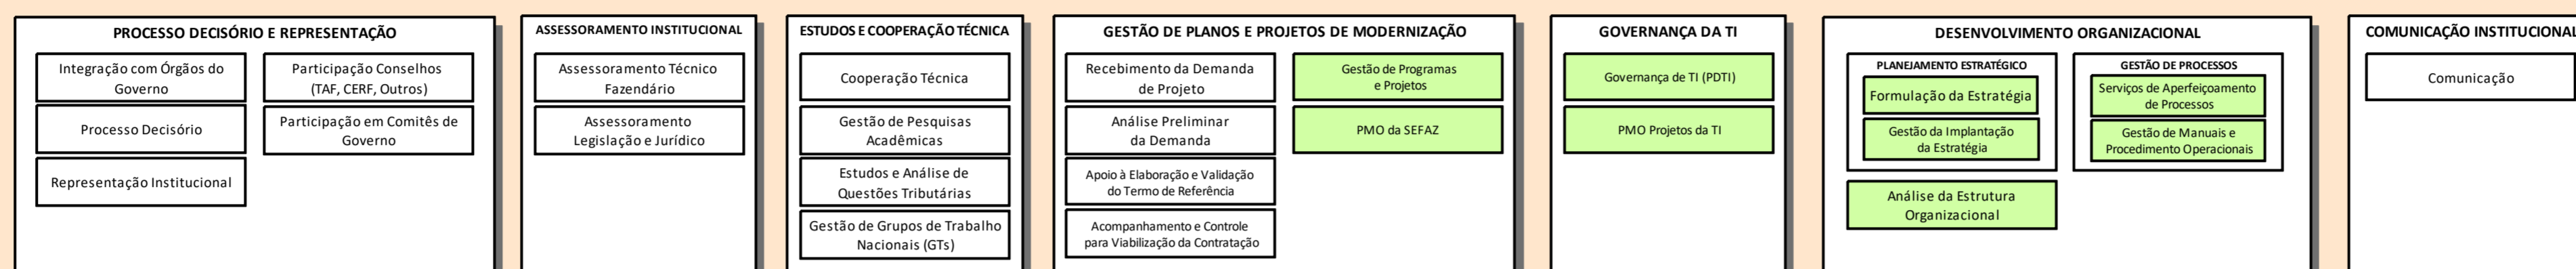 PROCESSO DECISÓRIO E REPRESENTAÇÃO
Integração com Órgãos do
Governo
Processo Decisório
Representação Institucional
Participação Conselhos
(TAF, CERF, Outros)
Participação em Comitês de
Governo
ASSESSORAMENTO INSTITUCIONAL
Assessoramento Técnico
Fazendário
Assessoramento
Legislação e Jurídico
ESTUDOS E COOPERAÇÃO TÉCNICA
Cooperação Técnica
Gestão de Pesquisas
Acadêmicas
Estudos e Análise de
Questões Tributárias
Gestão de Grupos de Trabalho
Nacionais (GTs)
GESTÃO DE PLANOS E PROJETOS DE MODERNIZAÇÃO
Recebimento da Demanda
de Projeto
Análise Preliminar
da Demanda
Apoio à Elaboração e Validação
do Termo de Referência
Acompanhamento e Controle
para Viabilização da Contratação
Gestão de Programas
e Projetos
PMO da SEFAZ
GOVERNANÇA DA TI
Governança de TI (PDTI)
PMO Projetos da TI
DESENVOLVIMENTO ORGANIZACIONAL
PLANEJAMENTO ESTRATÉGICO
Formulação da Estratégia
Gestão da Implantação
da Estratégia
Análise da Estrutura
Organizacional
GESTÃO DE PROCESSOS
Serviços de Aperfeiçoamento
de Processos
Gestão de Manuais e
Procedimento Operacionais
COMUNICAÇÃO INSTITUCIONAL
Comunicação